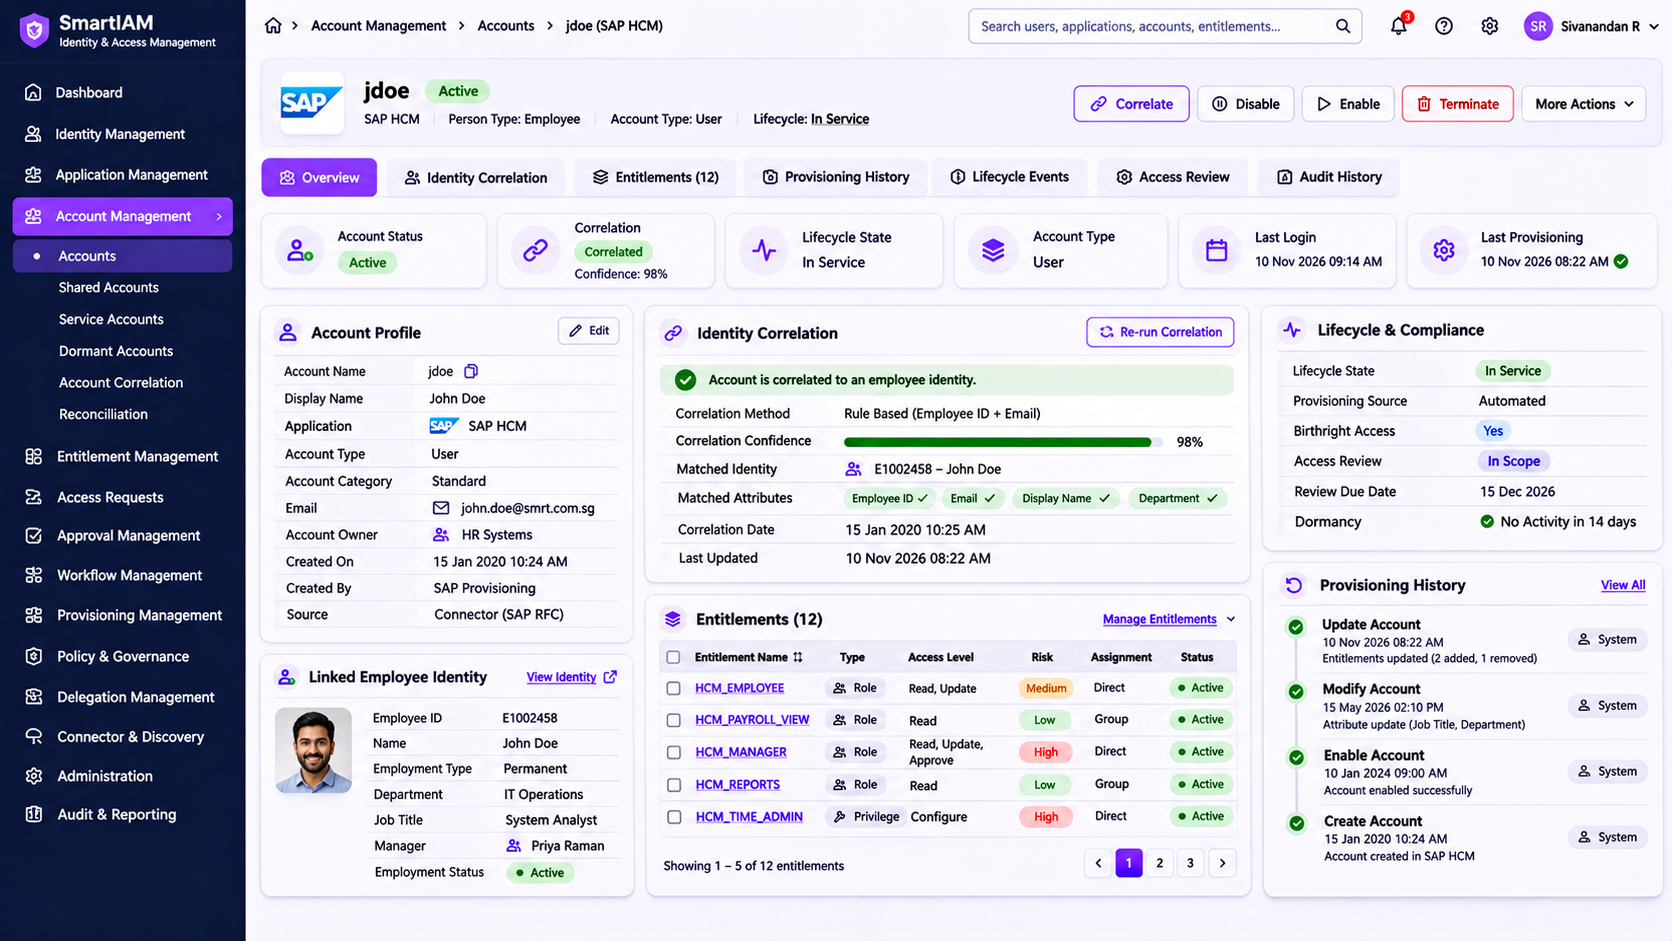 SmartIAM
Identity & Access Management
Dashboard
Identity Management
Application Management
Account Management
Accounts
Shared Accounts
Service Accounts
Dormant Accounts
Account Correlation
Reconcilliation
Entitlement Management
Access Requests
Approval Management
Workflow Management
Provisioning Management
Policy & Governance
Delegation Management
Connector & Discovery
Administration
Audit & Reporting
Account Management > Accounts > jdoe (SAP HCM)
Search users, applications, accounts, entitlements...
3
SR Sivanandan R
SAP
jdoe Active
SAP HCM Person Type: Employee Account Type: User Lifecycle: In Service
Correlate Disable Enable Terminate More Actions
Overview Identity Correlation Entitlements (12) Provisioning History Lifecycle Events Access Review Audit History
Account Status
Active
Correlation
Correlated
Confidence: 98%
Lifecycle State
In Service
Account Type
User
Last Login
10 Nov 2026 09:14 AM
Last Provisioning
10 Nov 2026 08:22 AM
Account Profile Edit
Account Name jdoe
Display Name John Doe
Application SAP SAP HCM
Account Type User
Account Category Standard
Email john.doe@smrt.com.sg
Account Owner HR Systems
Created On 15 Jan 2020 10:24 AM
Created By SAP Provisioning
Source Connector (SAP RFC)
Linked Employee Identity View Identity
Employee ID E1002458
Name John Doe
Employment Type Permanent
Department IT Operations
Job Title System Analyst
Manager Priya Raman
Employment Status Active
Identity Correlation Re-run Correlation
Account is correlated to an employee identity.
Correlation Method Rule Based (Employee ID + Email)
Correlation Confidence 98%
Matched Identity E1002458 – John Doe
Matched Attributes Employee ID ✓ Email ✓ Display Name ✓ Department ✓
Correlation Date 15 Jan 2020 10:25 AM
Last Updated 10 Nov 2026 08:22 AM
Entitlements (12) Manage Entitlements
Entitlement Name Type Access Level Risk Assignment Status
HCM_EMPLOYEE Role Read, Update Medium Direct Active
HCM_PAYROLL_VIEW Role Read Low Group Active
HCM_MANAGER Role Read, Update, Approve High Direct Active
HCM_REPORTS Role Read Low Group Active
HCM_TIME_ADMIN Privilege Configure High Direct Active
Showing 1 – 5 of 12 entitlements
< 1 2 3 >
Lifecycle & Compliance
Lifecycle State In Service
Provisioning Source Automated
Birthright Access Yes
Access Review In Scope
Review Due Date 15 Dec 2026
Dormancy No Activity in 14 days
Provisioning History View All
Update Account
10 Nov 2026 08:22 AM
Entitlements updated (2 added, 1 removed)
System
Modify Account
15 May 2026 02:10 PM
Attribute update (Job Title, Department)
System
Enable Account
10 Jan 2024 09:00 AM
Account enabled successfully
System
Create Account
15 Jan 2020 10:24 AM
Account created in SAP HCM
System